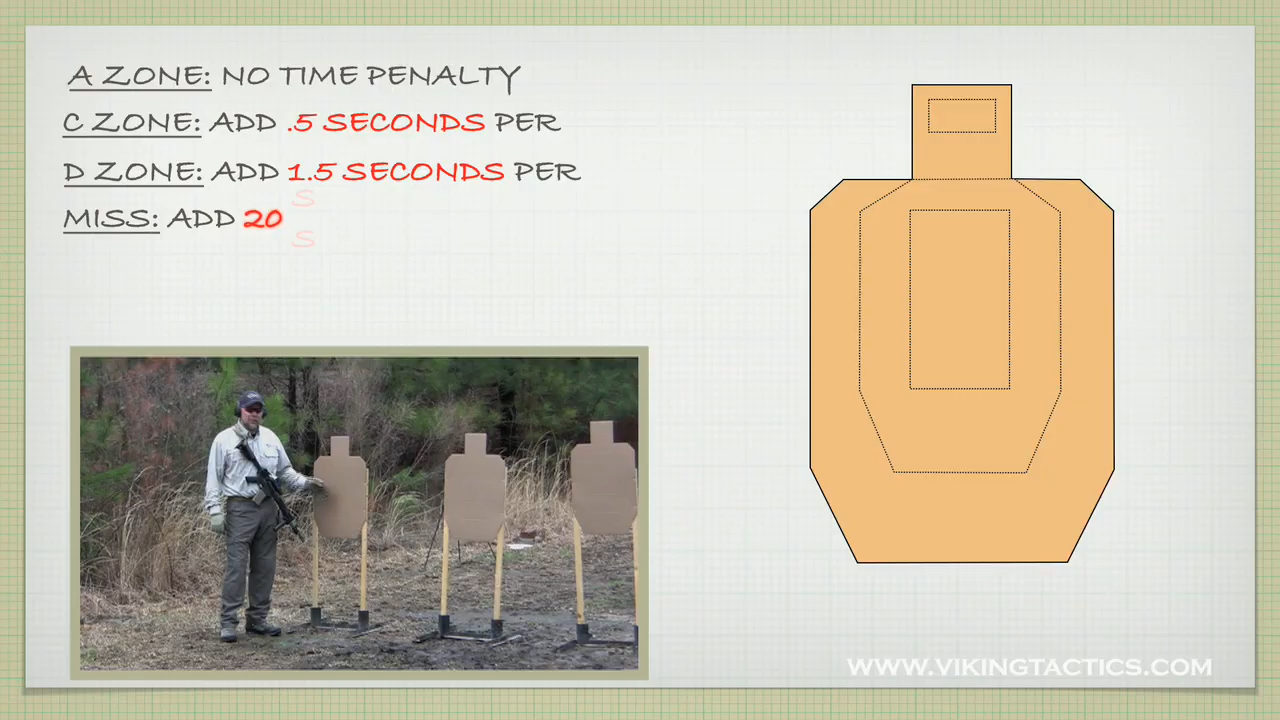 A ZONE: NO TIME PENALTY
C ZONE: ADD .5 SECONDS PER
D ZONE: ADD 1.5 SECONDS PER
MISS: ADD 20 S
S
WWW.VIKINGTACTICS.COM